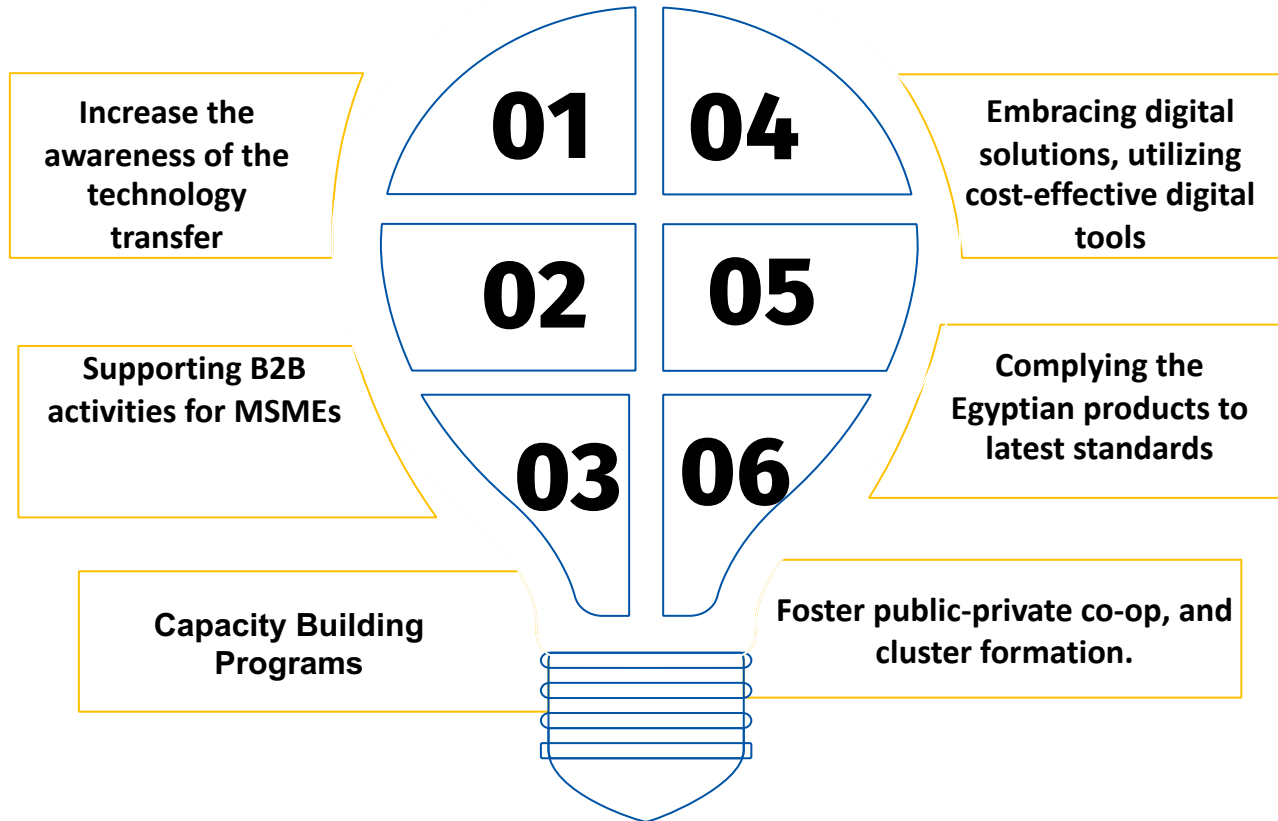 01
Increase the
awareness of the
technology
transfer
02
Supporting B2B
activities for MSMEs
03
Capacity Building
Programs
04
Embracing digital
solutions, utilizing
cost-effective digital
tools
05
Complying the
Egyptian products to
latest standards
06
Foster public-private co-op, and
cluster formation.